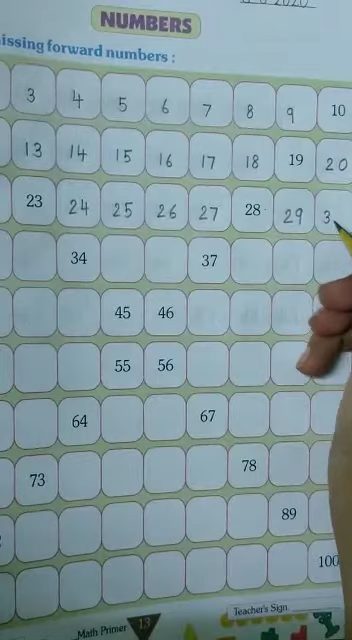 2020
NUMBERS
issing forward numbers :
3 4 5 6 7 8 9 10
13 14 15 16 17 18 19 20
23 24 25 26 27 28 29 3
34 37
45 46
55 56
64 67
73 78
89
100
Math Primer 13 Teacher's Sign.